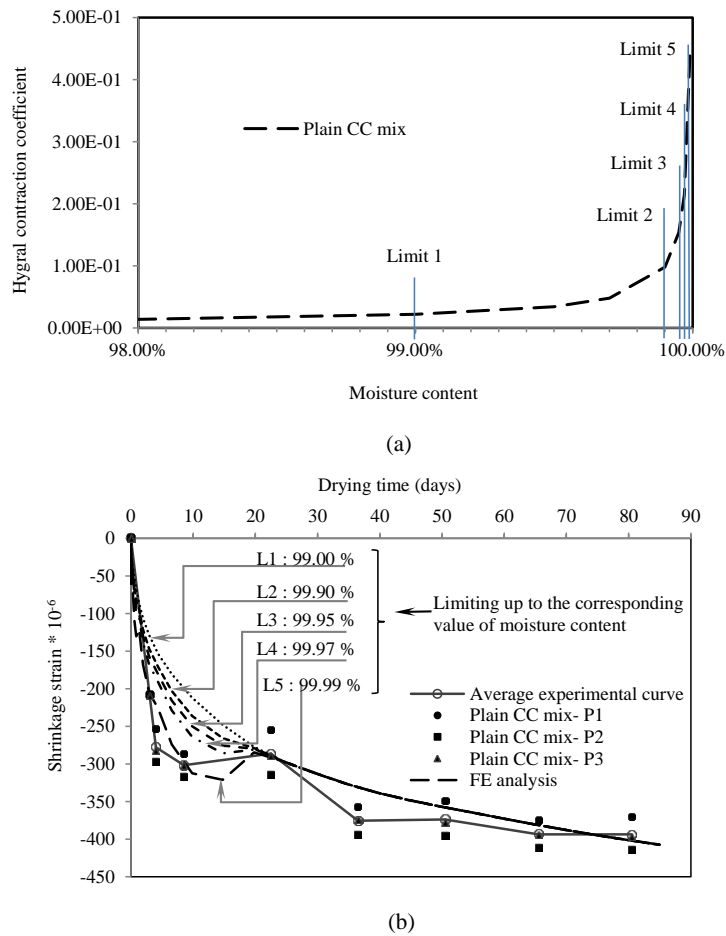 5.00E-01
4.00E-01
3.00E-01
2.00E-01
1.00E-01
0.00E+00
Hygral contraction coefficient
Plain CC mix
Limit 1
Limit 2
Limit 3
Limit 4
Limit 5
98.00% 99.00% 100.00%
Moisture content
(a)
Drying time (days)
0 10 20 30 40 50 60 70 80 90
0
-50
-100
-150
-200
-250
-300
-350
-400
-450
Shrinkage strain * 10-6
L1 : 99.00 %
L2 : 99.90 %
L3 : 99.95 %
L4 : 99.97 %
L5 : 99.99 %
Limiting up to the corresponding
value of moisture content
Average experimental curve
Plain CC mix- P1
Plain CC mix- P2
Plain CC mix- P3
FE analysis
(b)